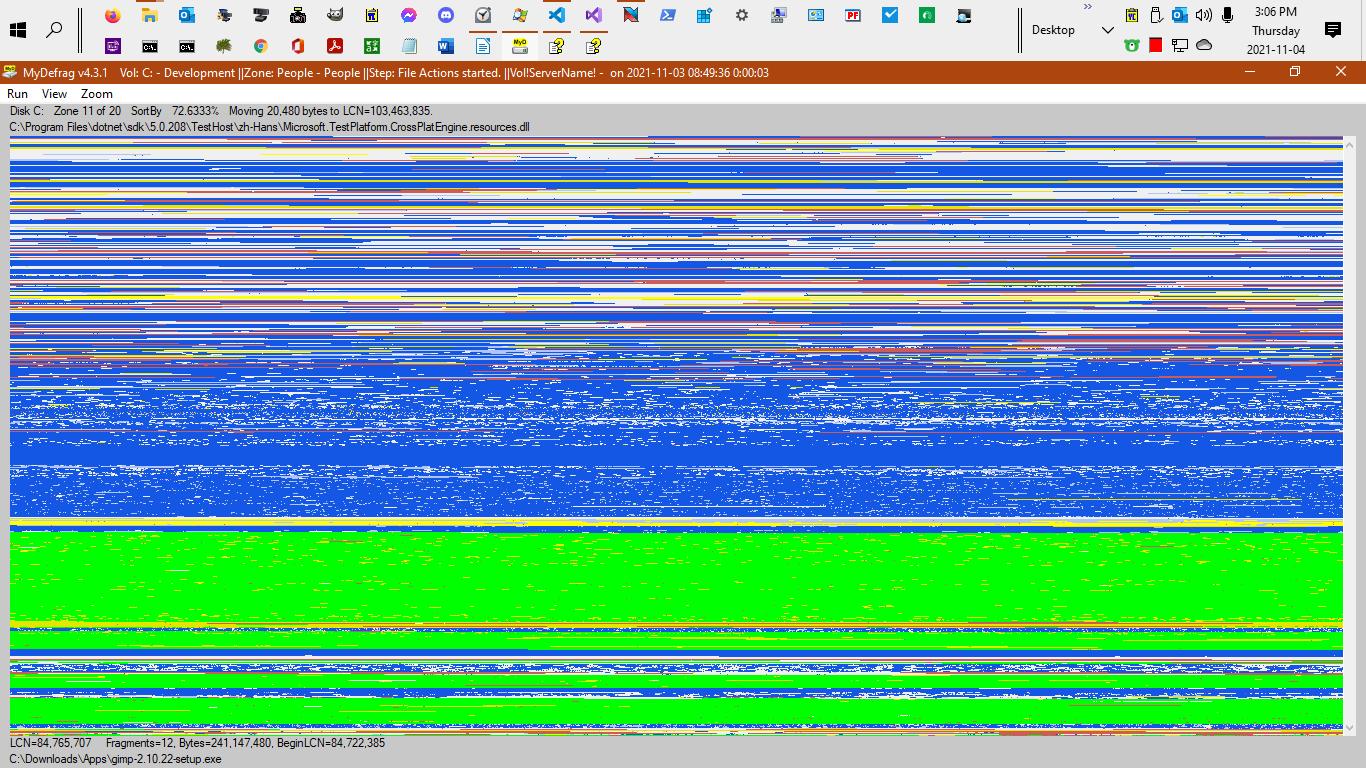 3:06 PM
Desktop
Thursday
2021-11-04
MyDefrag v4.3.1 Vol: C: - Development ||Zone: People - People ||Step: File Actions started. ||Vol!ServerName! - on 2021-11-03 08:49:36 0:00:03
Run View Zoom
Disk C: Zone 11 of 20 SortBy 72.6333% Moving 20,480 bytes to LCN=103,463,835.
C:\Program Files\dotnet\sdk\5.0.208\TestHost\zh-Hans\Microsoft.TestPlatform.CrossPlatEngine.resources.dll
LCN=84,765,707 Fragments=12, Bytes=241,147,480, BeginLCN=84,722,385
C:\Downloads\Apps\gimp-2.10.22-setup.exe